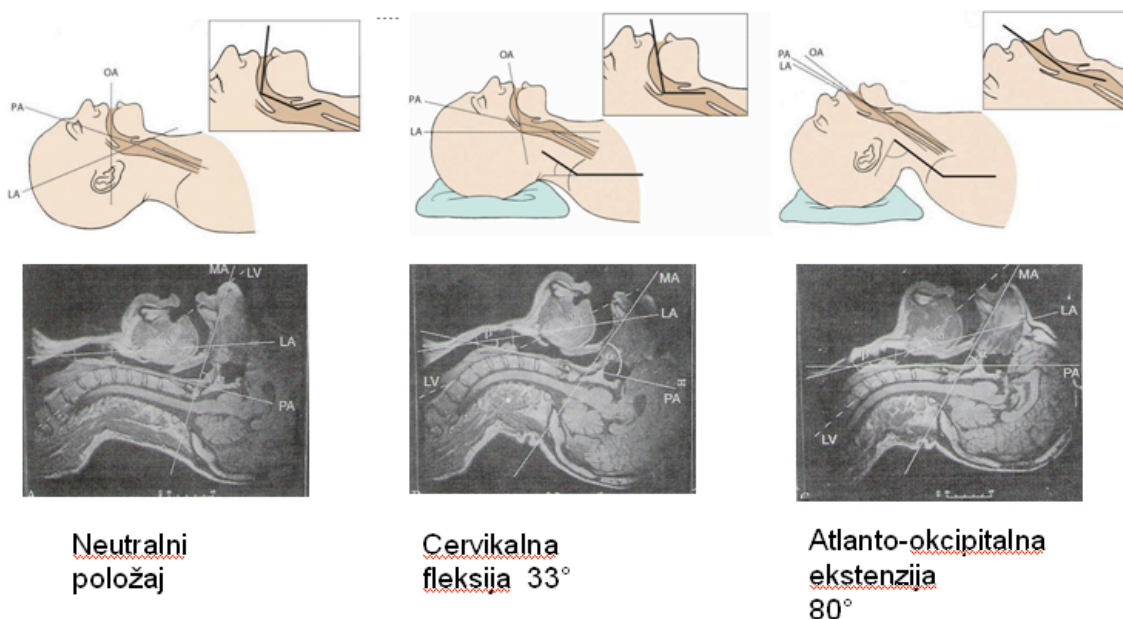 OA
PA
LA
OA
PA
LA
PA
OA
LA
MA
LV
LA
PA
MA
LA
LV
H
PA
MA
LA
PA
LV
Neutralni
položaj
Cervikalna
fleksija 33°
Atlanto-okcipitalna
ekstenzija
80°